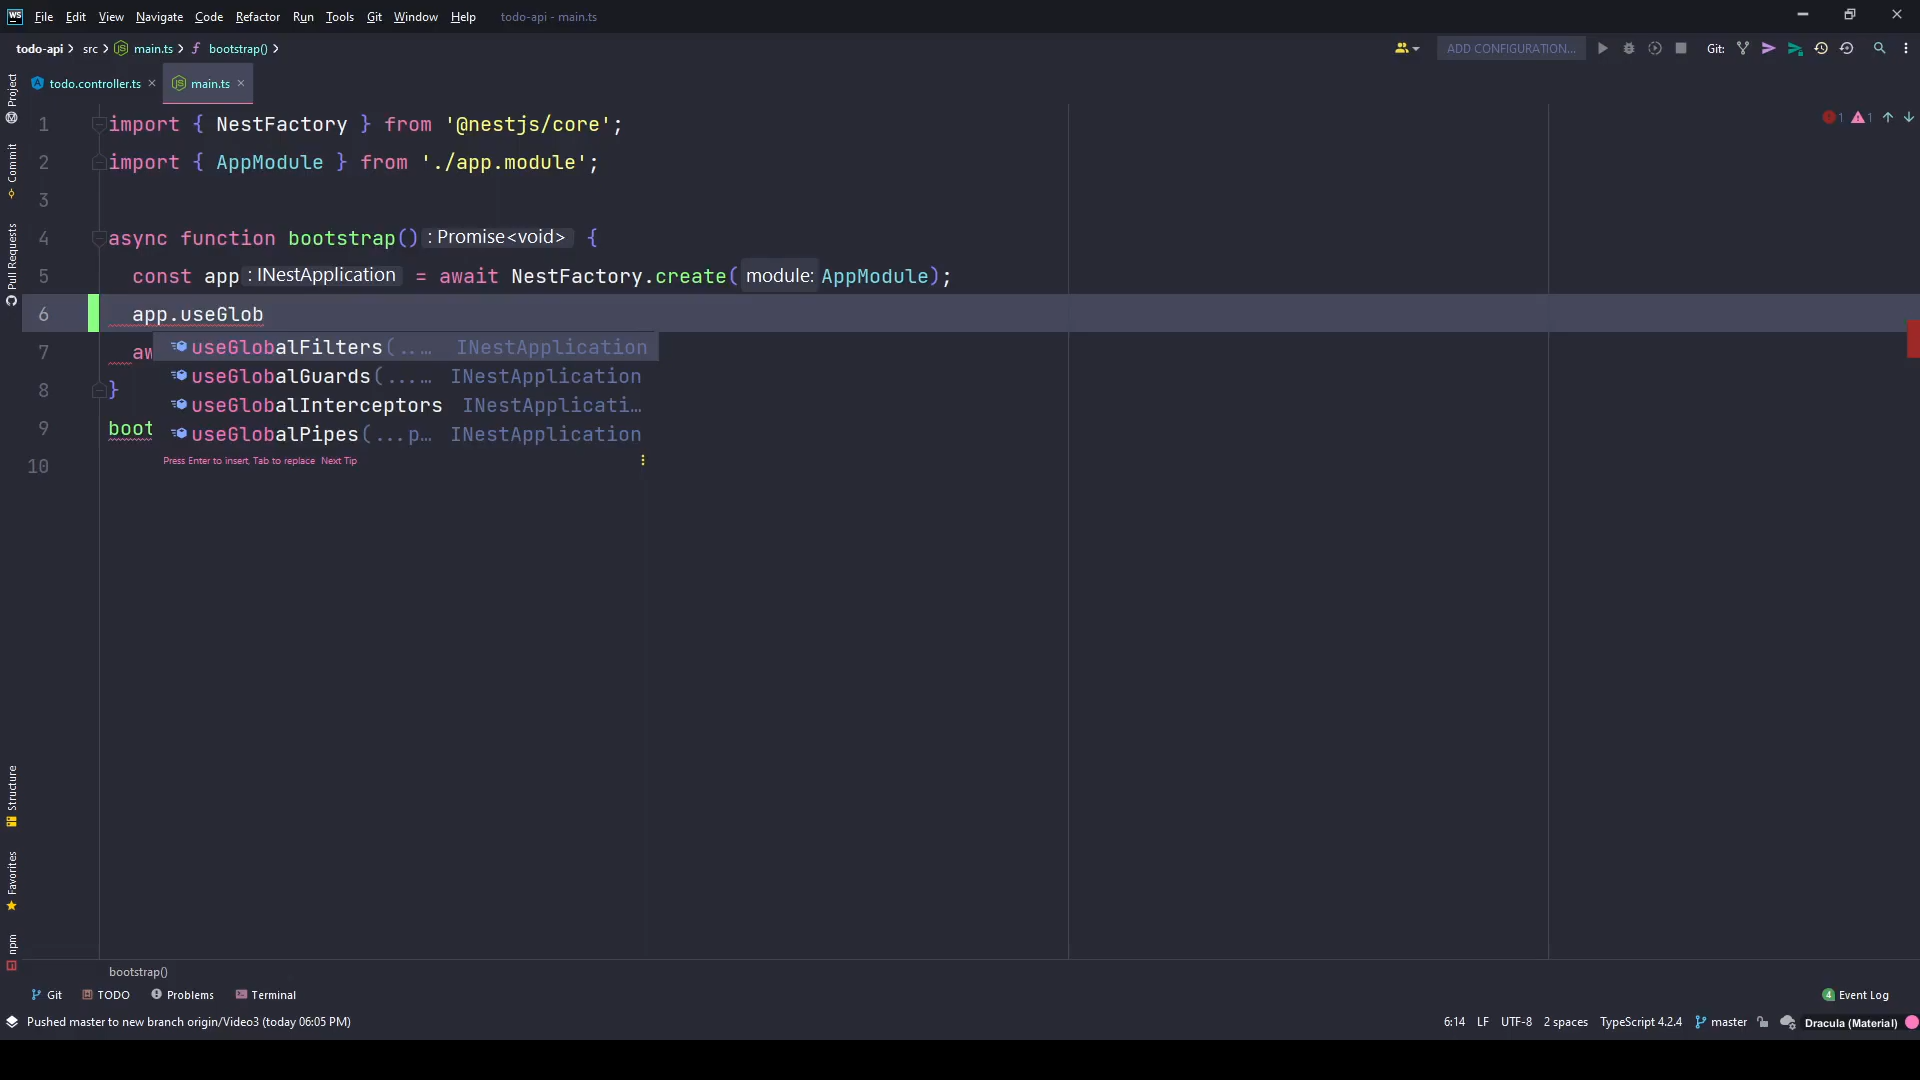 WS File Edit View Navigate Code Refactor Run Tools Git Window Help todo-api - main.ts
todo-api src main.ts bootstrap() ADD CONFIGURATION... Git:
todo.controller.ts main.ts
Project
Commit
Pull Requests
Structure
Favorites
npm
1 import { NestFactory } from '@nestjs/core';
2 import { AppModule } from './app.module';
3
4 async function bootstrap() : Promise<void> {
5 const app : INestApplication = await NestFactory.create( module: AppModule);
6 app.useGlob
7 aw
8 }
9 boot
10
useGlobalFilters(..… INestApplication
useGlobalGuards(...… INestApplication
useGlobalInterceptors INestApplicati…
useGlobalPipes(...p… INestApplication
Press Enter to insert, Tab to replace Next Tip
1 1
bootstrap()
Git TODO Problems Terminal 4 Event Log
Pushed master to new branch origin/Video3 (today 06:05 PM) 6:14 LF UTF-8 2 spaces TypeScript 4.2.4 master Dracula (Material)